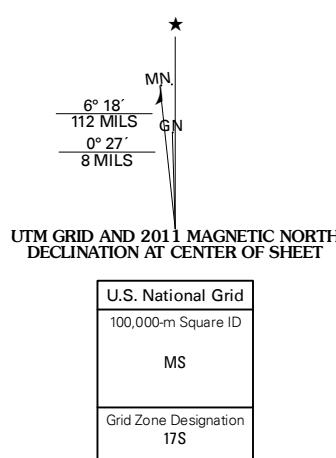 ★
MN.
6° 18´
112 MILS
GN
0° 27´
8 MILS
UTM GRID AND 2011 MAGNETIC NORTH
DECLINATION AT CENTER OF SHEET
U.S. National Grid
100,000-m Square ID
MS
Grid Zone Designation
17S